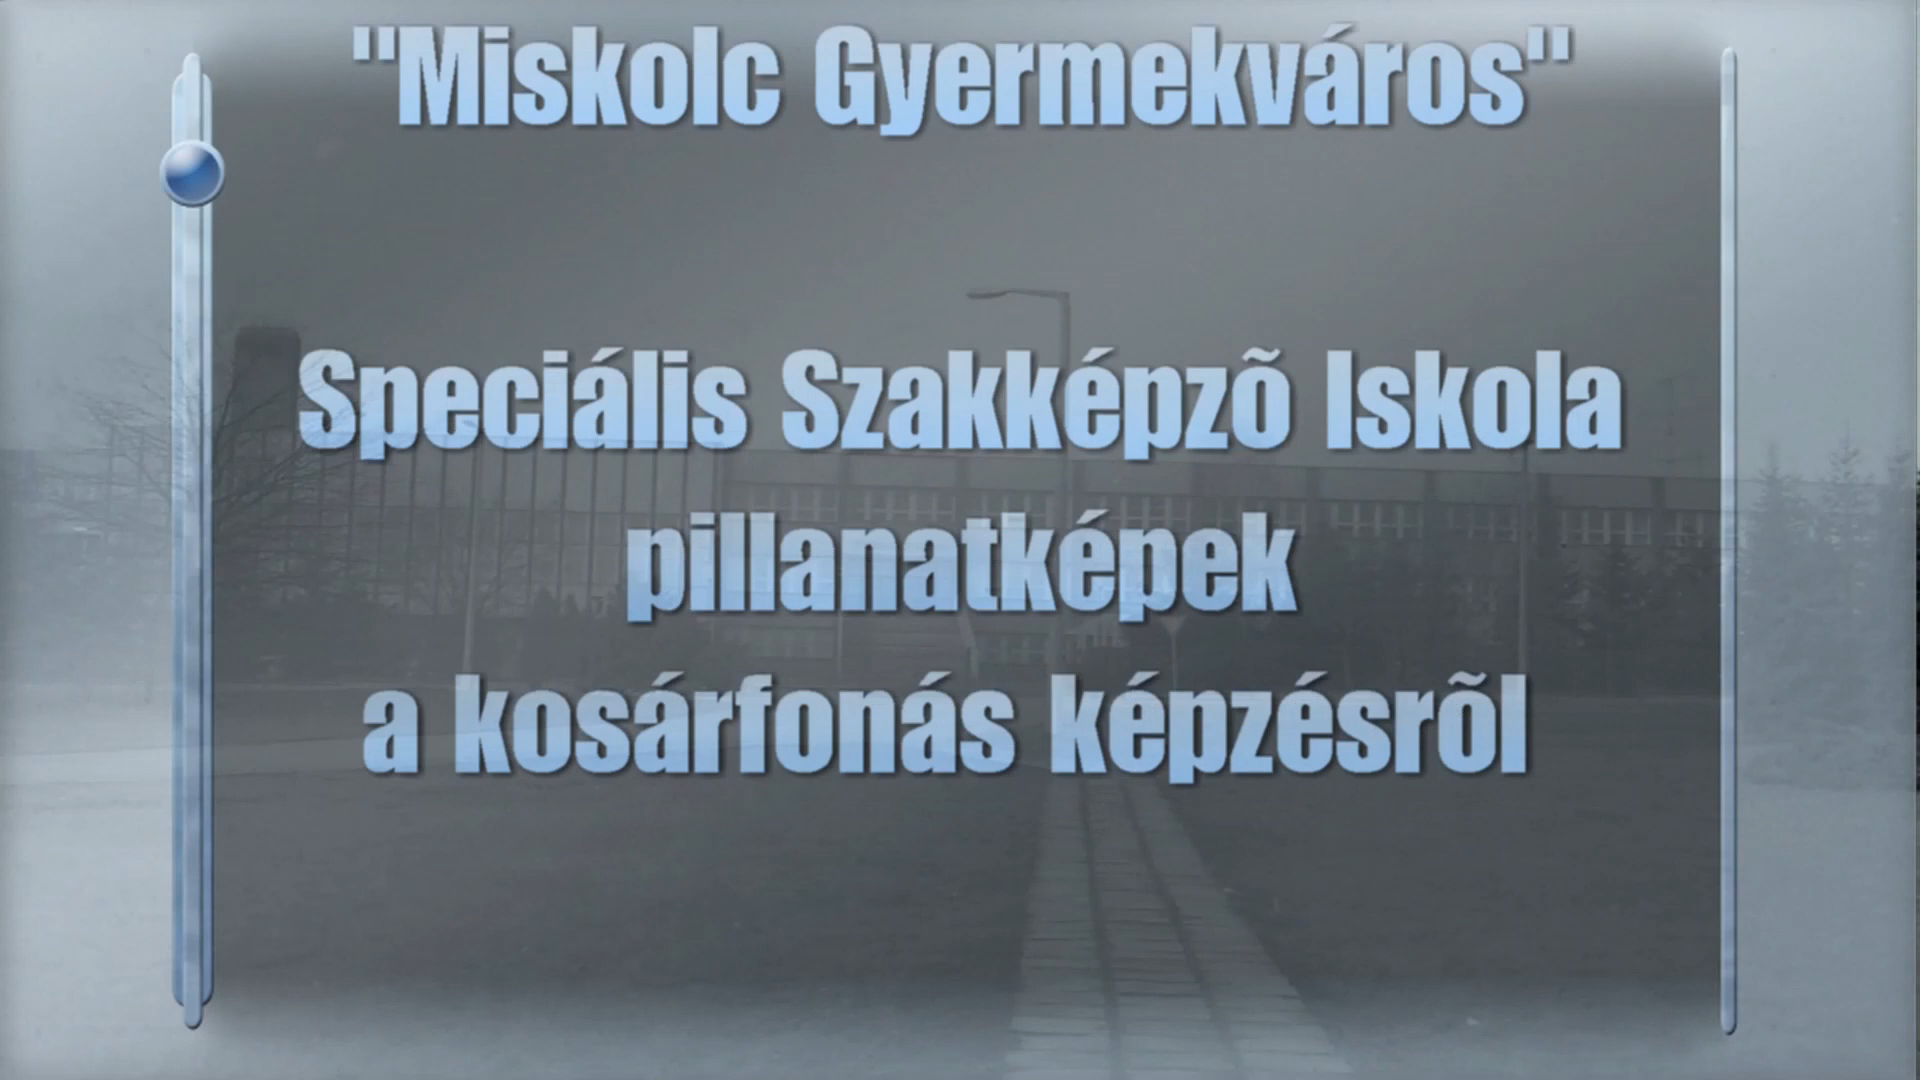 "Miskolc Gyermekváros"
Speciális Szakképzõ Iskola
pillanatképek
a kosárfonás képzésrõl